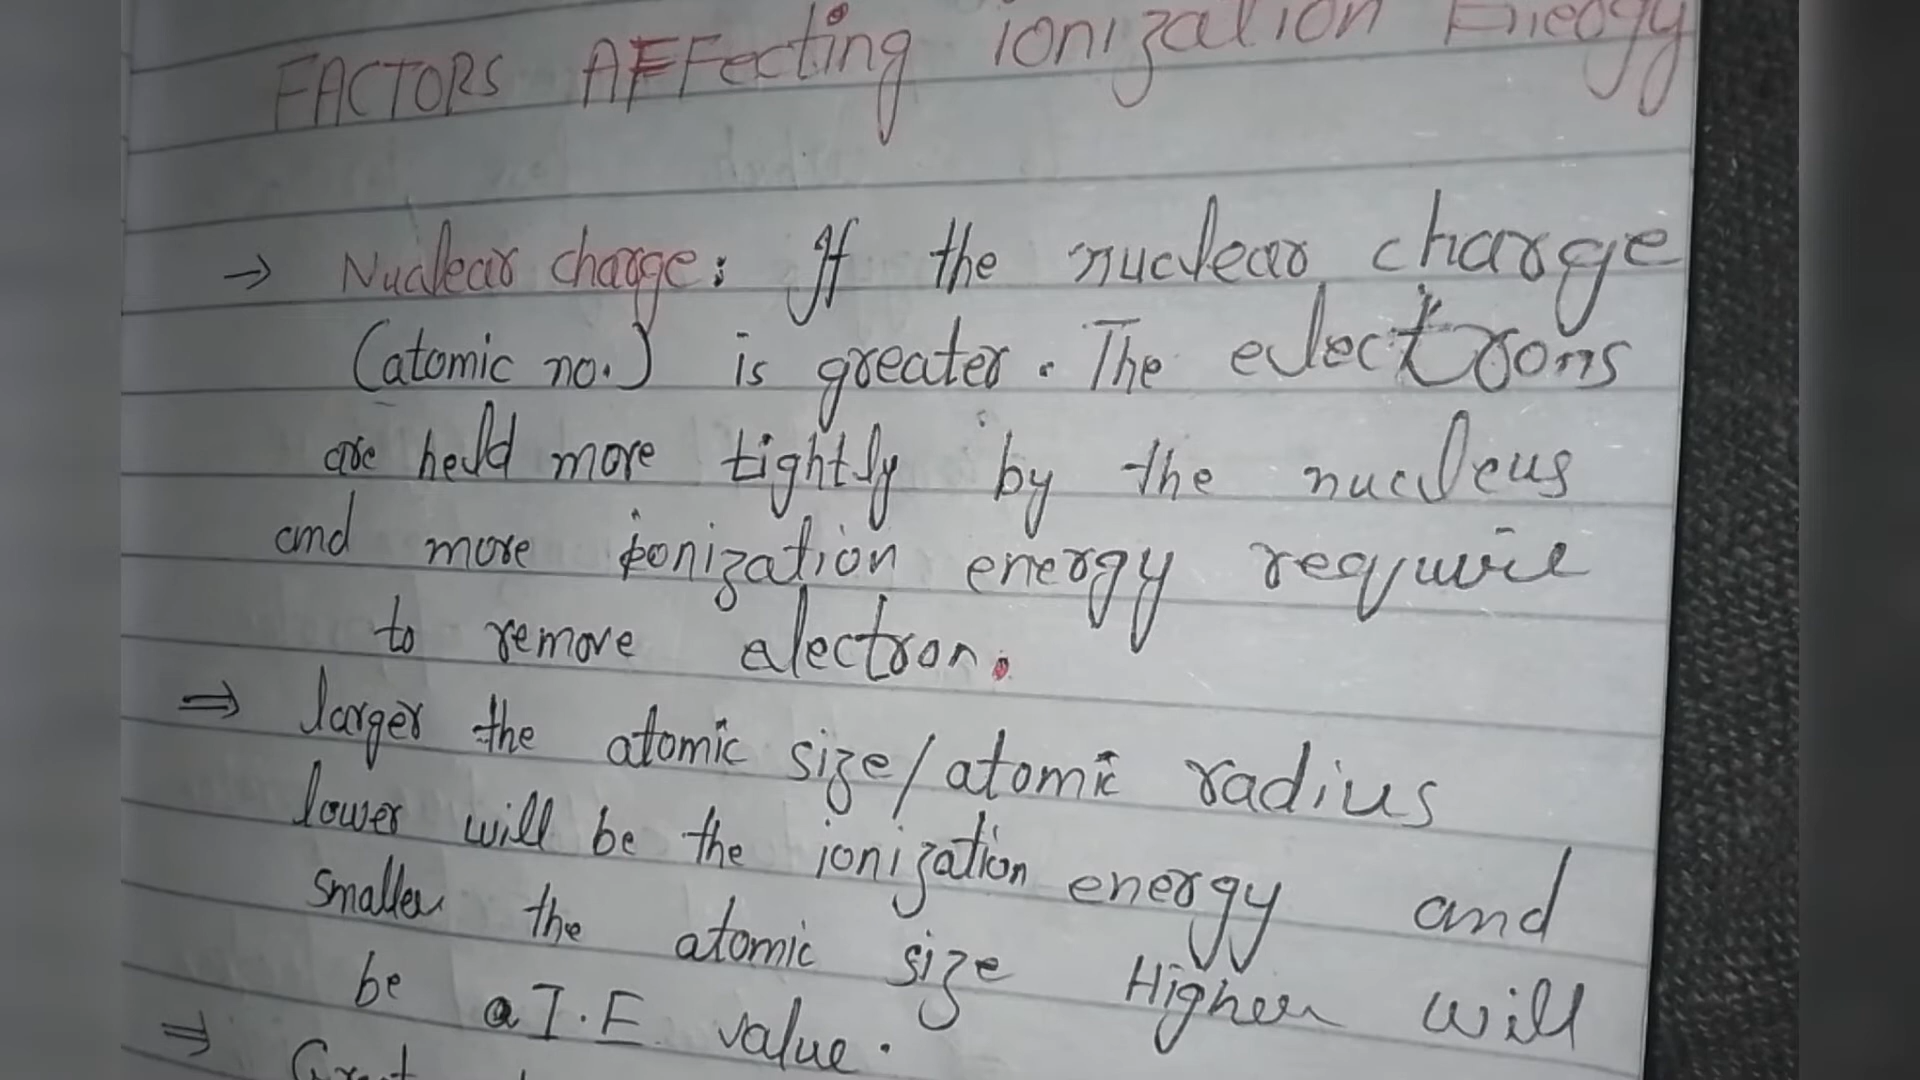 FACTORS AFFecting ionization Energy
→ Nuclear charge: If the nuclear charge
(atomic no.) is greater. The electrons
are held more tightly by the nucleus
and more ionization energy require
to remove electron.
⇒ larger the atomic size/atomic radius
lower will be the ionization energy and
smaller the atomic size Higher will
be a I.E value.
⇒